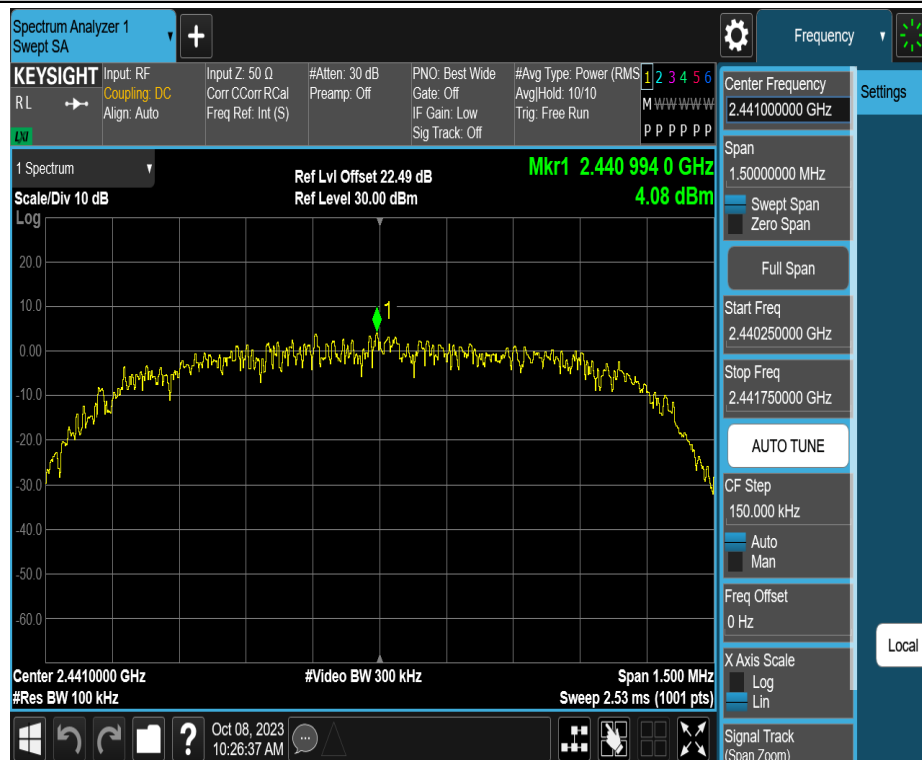 Spectrum Analyzer 1
Swept SA
+
Frequency
KEYSIGHT
RL
LXI
Input: RF
Coupling: DC
Align: Auto
Input Z: 50 Ω
Corr CCorr RCal
Freq Ref: Int (S)
#Atten: 30 dB
Preamp: Off
PNO: Best Wide
Gate: Off
IF Gain: Low
Sig Track: Off
#Avg Type: Power (RMS
Avg|Hold: 10/10
Trig: Free Run
1 2 3 4 5 6
M W W W W W
P P P P P P
1 Spectrum
Scale/Div 10 dB
Log
Ref Lvl Offset 22.49 dB
Ref Level 30.00 dBm
Mkr1 2.440 994 0 GHz
4.08 dBm
20.0
10.0
0.00
-10.0
-20.0
-30.0
-40.0
-50.0
-60.0
1
Center 2.4410000 GHz
#Res BW 100 kHz
#Video BW 300 kHz
Span 1.500 MHz
Sweep 2.53 ms (1001 pts)
Oct 08, 2023
10:26:37 AM
?
Center Frequency
2.441000000 GHz
Span
1.50000000 MHz
Swept Span
Zero Span
Full Span
Start Freq
2.440250000 GHz
Stop Freq
2.441750000 GHz
AUTO TUNE
CF Step
150.000 kHz
Auto
Man
Freq Offset
0 Hz
X Axis Scale
Log
Lin
Signal Track
(Span Zoom)
Settings
Local